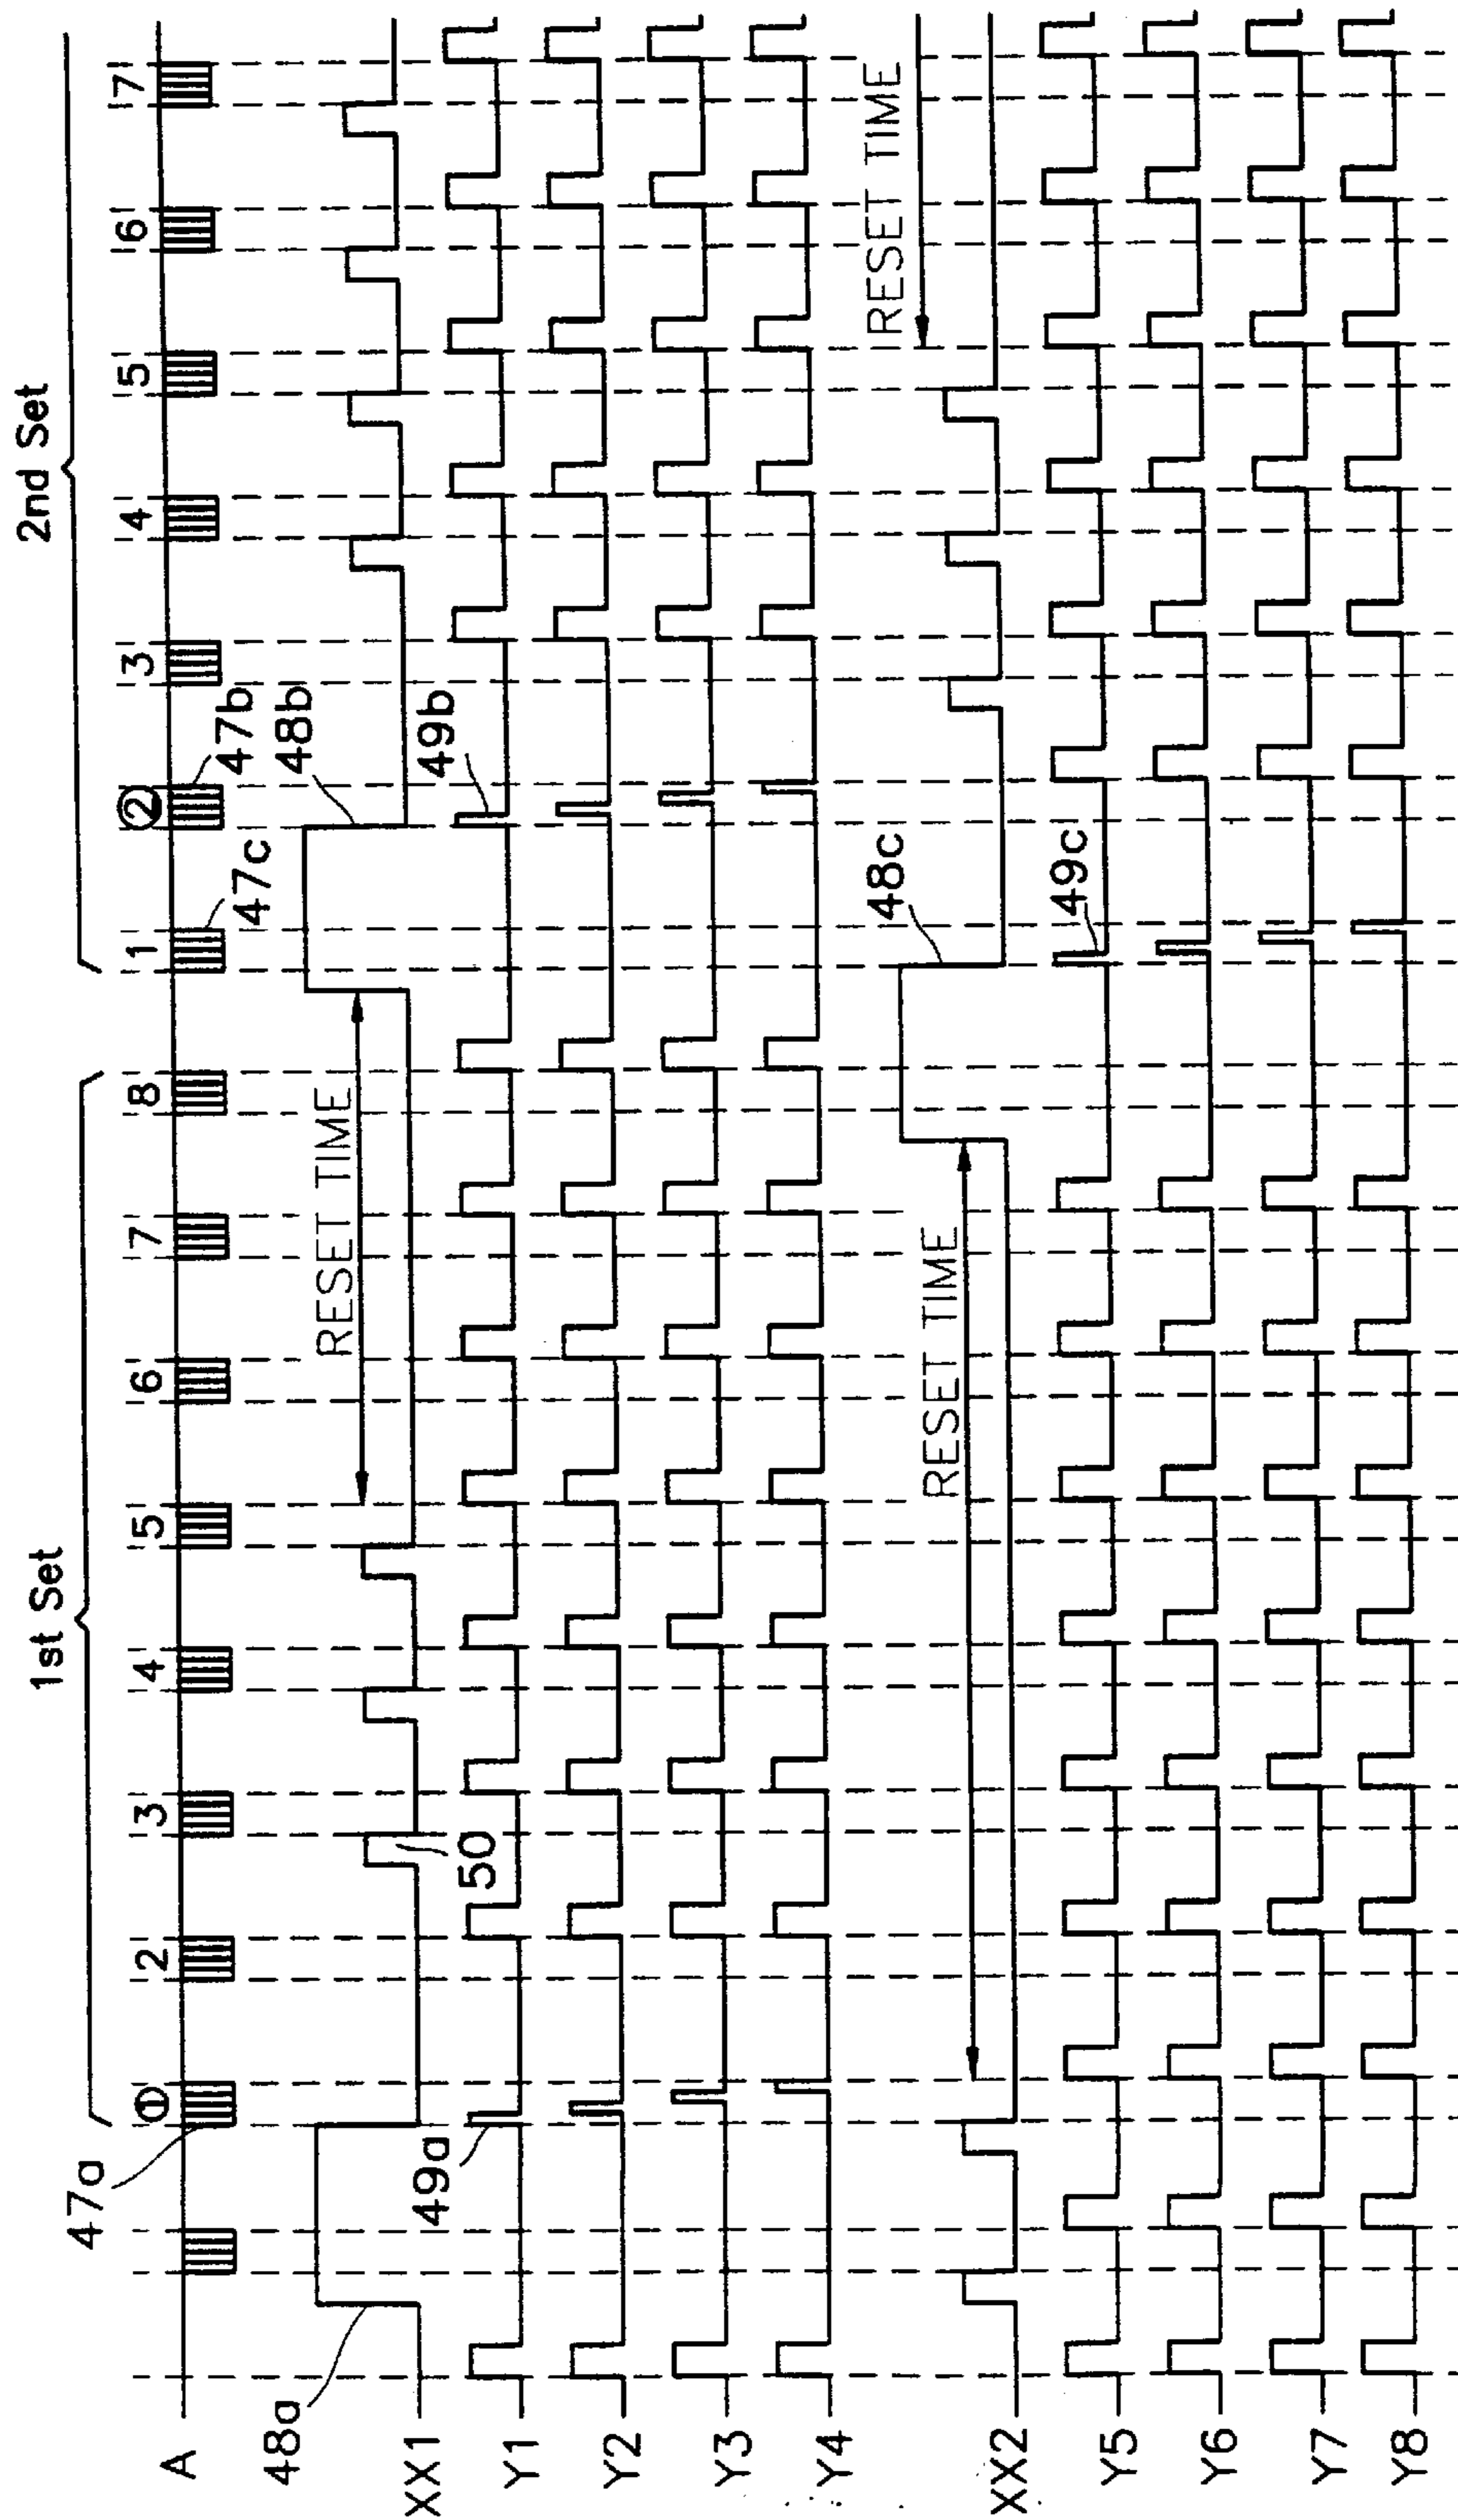 1st Set
2nd Set
47a
① 2 3 4 5 6 7 8 1 ② 3 4 5 6 7
A
47c
47b
48a
RESET TIME
48b
XX1
50
49a
49b
Y1
Y2
Y3
Y4
48c
RESET TIME
RESET TIME
XX2
49c
Y5
Y6
Y7
Y8